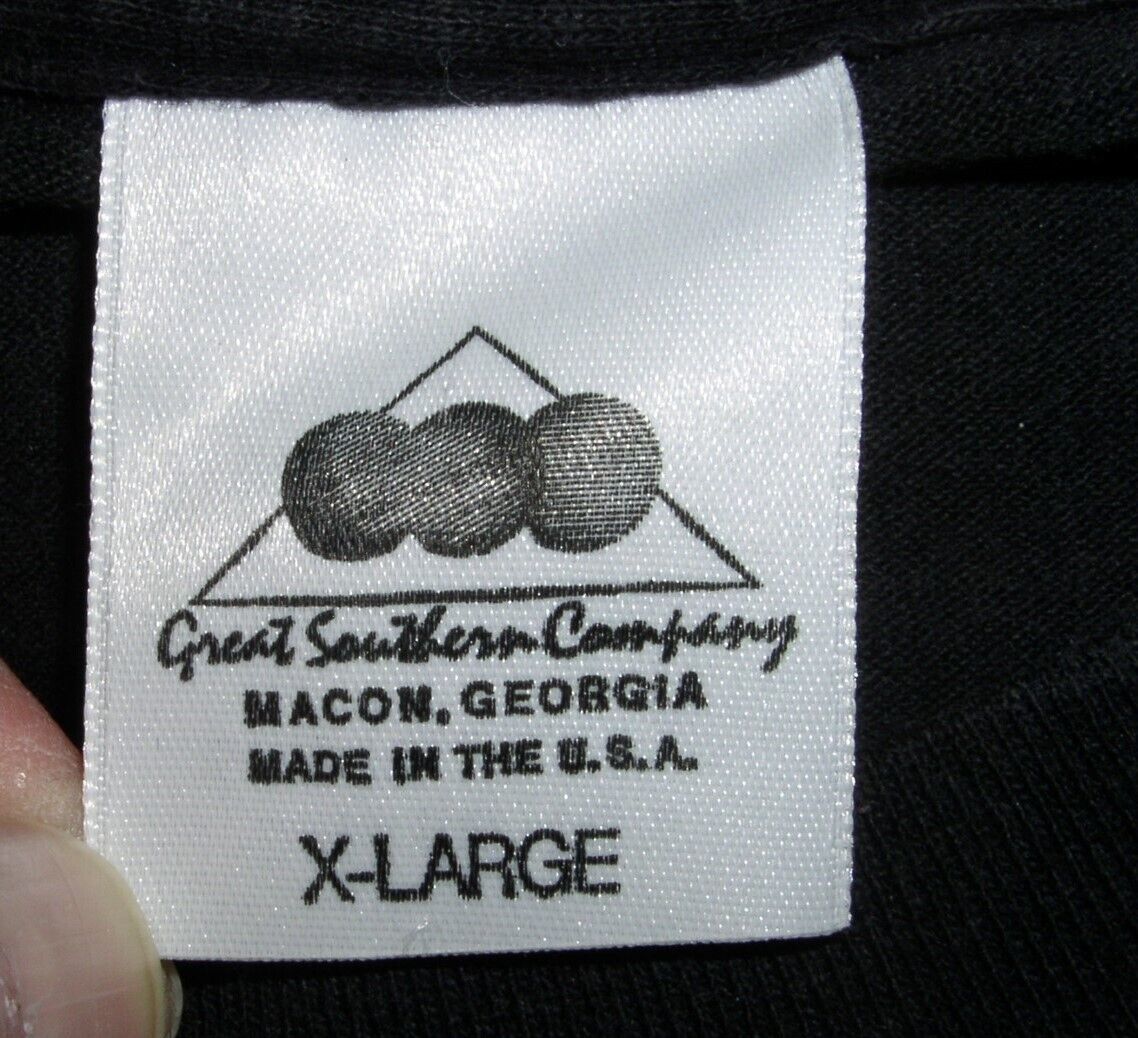 Great Southern Company
MACON, GEORGIA
MADE IN THE U.S.A.
X-LARGE